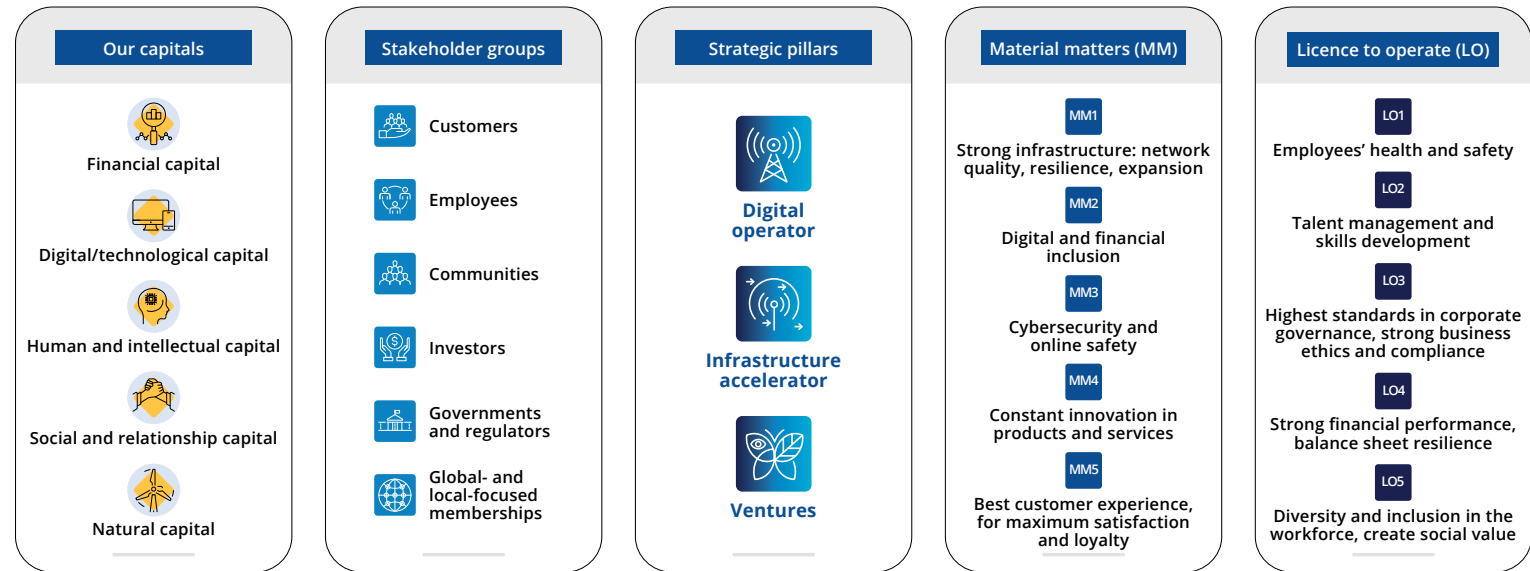 Our capitals
Financial capital
Digital/technological capital
Human and intellectual capital
Social and relationship capital
Natural capital
Stakeholder groups
Customers
Employees
Communities
Investors
Governments
and regulators
Global- and
local-focused
memberships
Strategic pillars
Digital
operator
Infrastructure
accelerator
Ventures
Material matters (MM)
MM1
Strong infrastructure: network
quality, resilience, expansion
MM2
Digital and financial
inclusion
MM3
Cybersecurity and
online safety
MM4
Constant innovation in
products and services
MM5
Best customer experience,
for maximum satisfaction
and loyalty
Licence to operate (LO)
LO1
Employees’ health and safety
LO2
Talent management and
skills development
LO3
Highest standards in corporate
governance, strong business
ethics and compliance
LO4
Strong financial performance,
balance sheet resilience
LO5
Diversity and inclusion in the
workforce, create social value